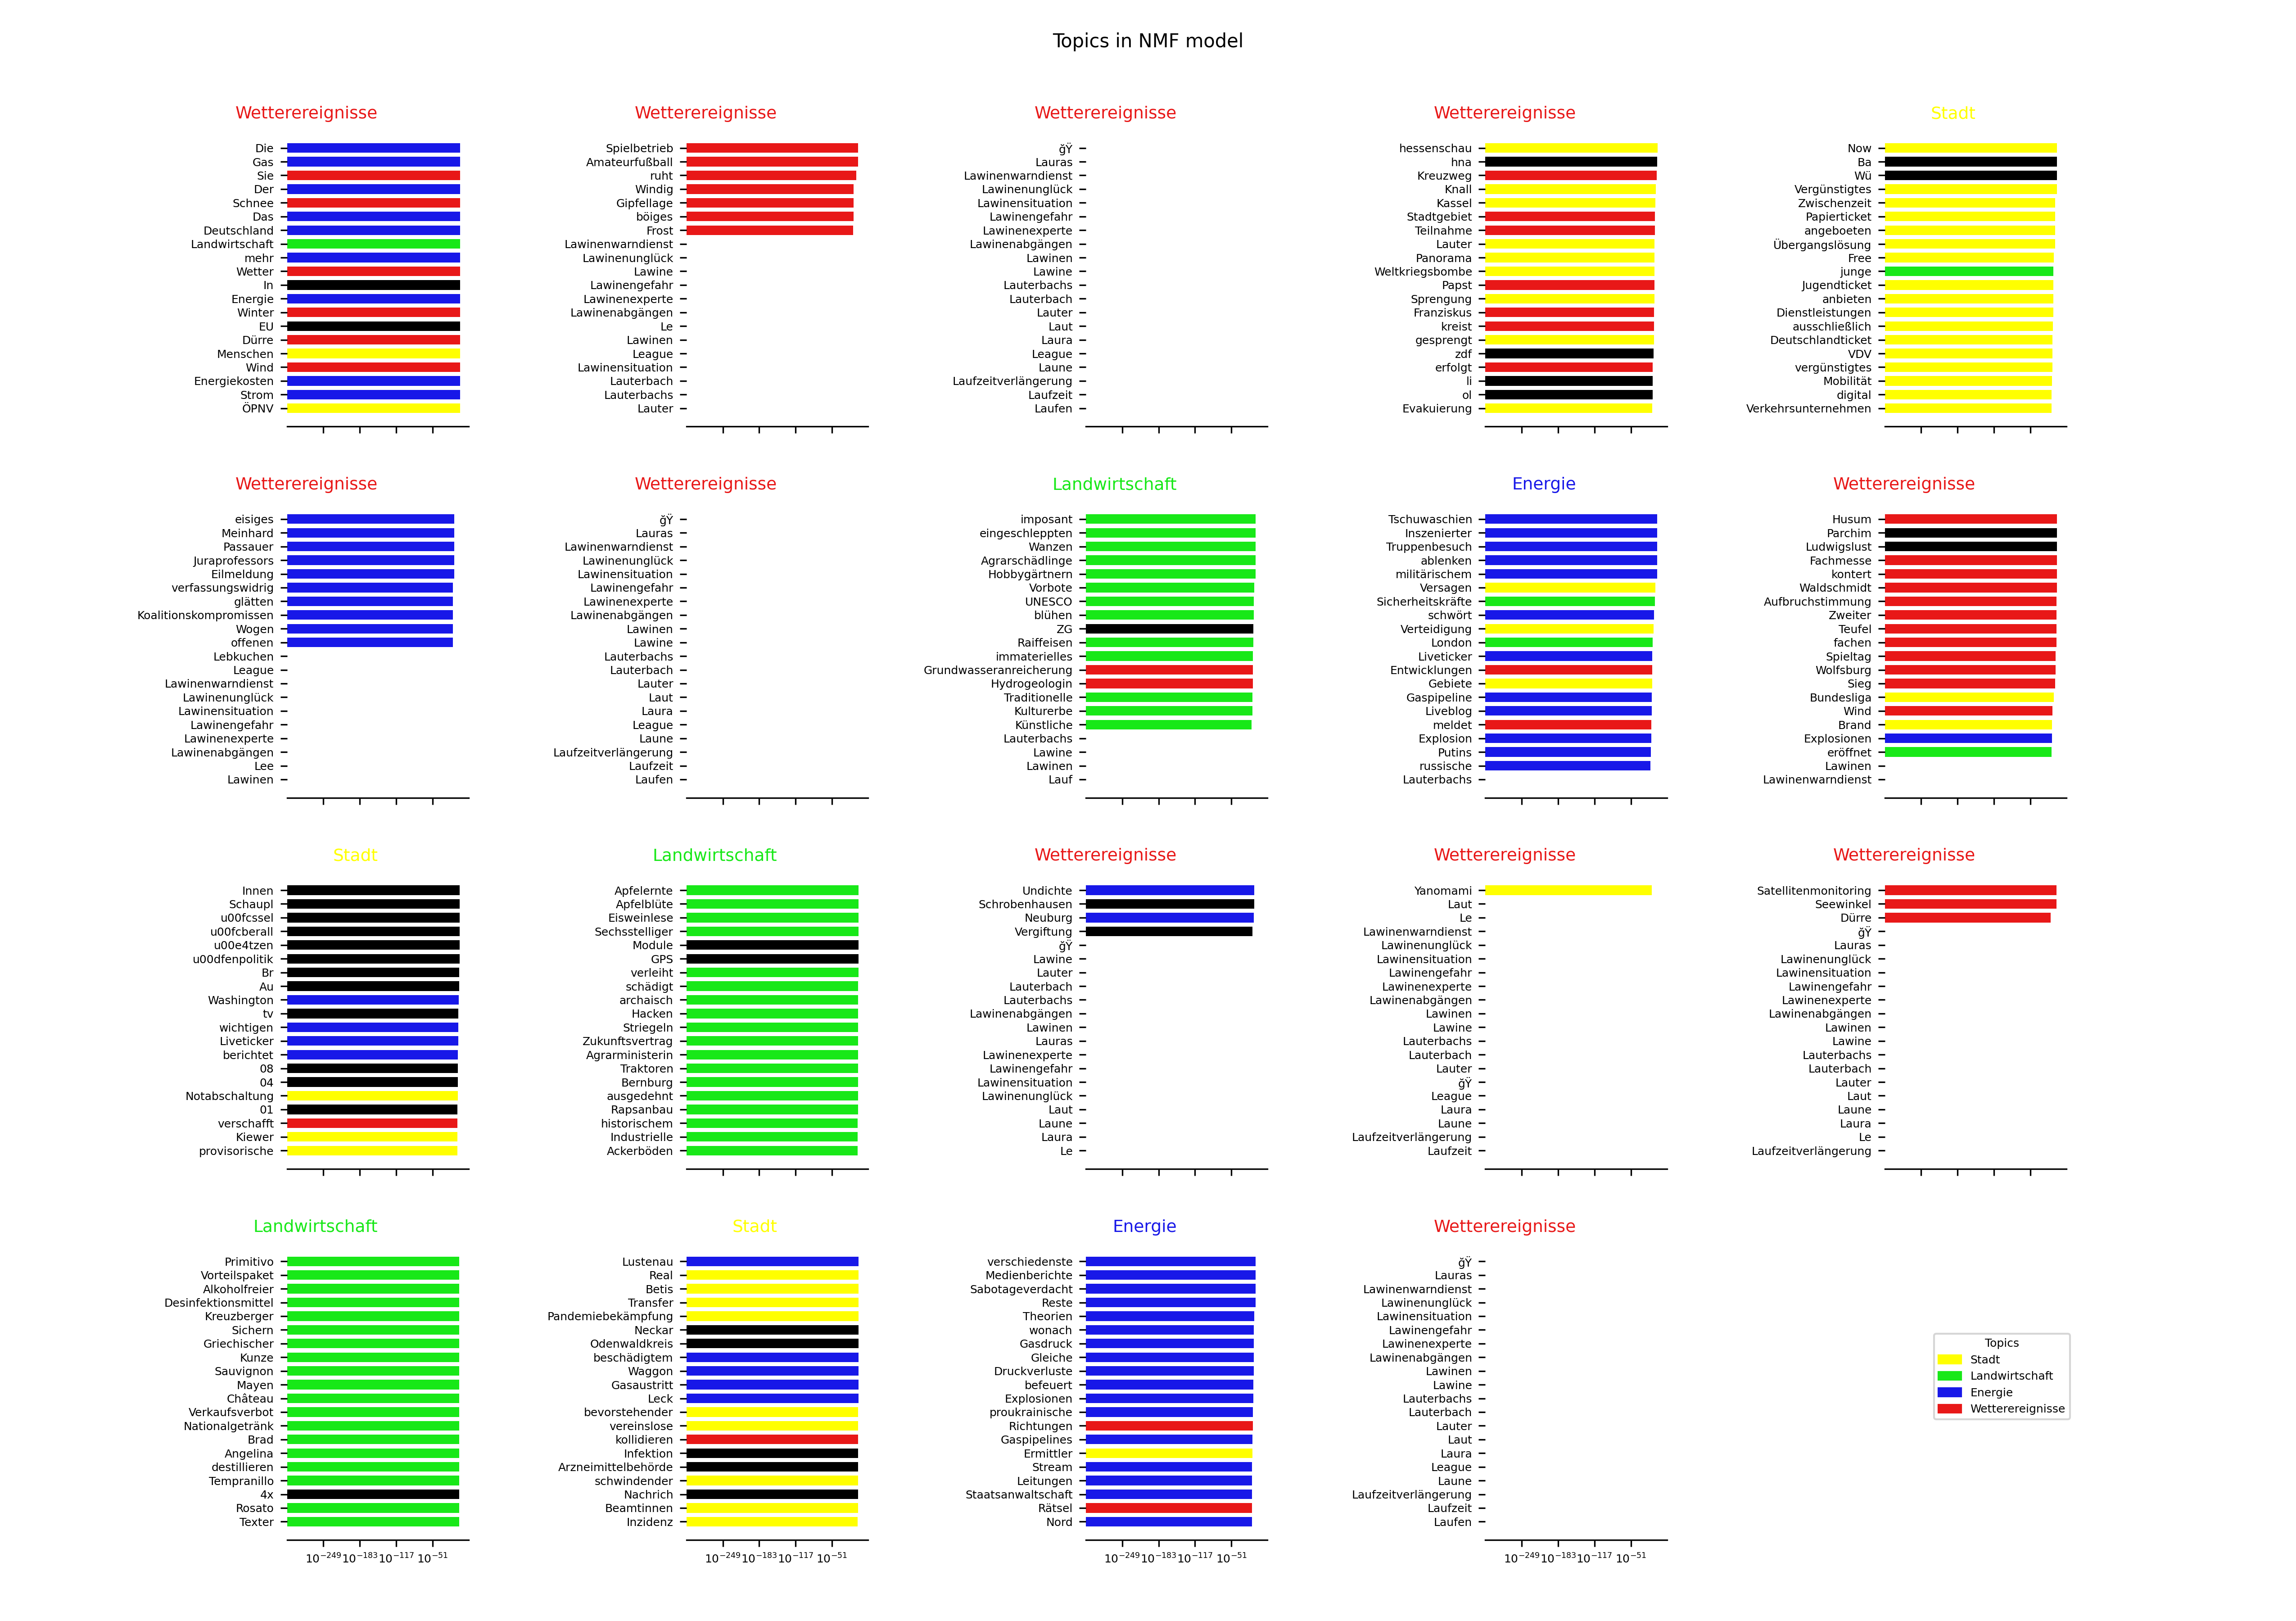 Topics in NMF model
Wetterereignisse
Die
Gas
Sie
Der
Schnee
Das
Deutschland
Landwirtschaft
mehr
Wetter
In
Energie
Winter
EU
Dürre
Menschen
Wind
Energiekosten
Strom
ÖPNV
Wetterereignisse
Spielbetrieb
Amateurfußball
ruht
Windig
Gipfellage
böiges
Frost
Lawinenwarndienst
Lawinenunglück
Lawine
Lawinengefahr
Lawinenexperte
Lawinenabgängen
Le
Lawinen
League
Lawinensituation
Lauterbach
Lauterbachs
Lauter
Wetterereignisse
ğŸ
Lauras
Lawinenwarndienst
Lawinenunglück
Lawinensituation
Lawinengefahr
Lawinenexperte
Lawinenabgängen
Lawinen
Lawine
Lauterbachs
Lauterbach
Lauter
Laut
Laura
League
Laune
Laufzeitverlängerung
Laufzeit
Laufen
Wetterereignisse
hessenschau
hna
Kreuzweg
Knall
Kassel
Stadtgebiet
Teilnahme
Lauter
Panorama
Weltkriegsbombe
Papst
Sprengung
Franziskus
kreist
gesprengt
zdf
erfolgt
li
ol
Evakuierung
Stadt
Now
Ba
Wü
Vergünstigtes
Zwischenzeit
Papierticket
angeboeten
Übergangslösung
Free
junge
Jugendticket
anbieten
Dienstleistungen
ausschließlich
Deutschlandticket
VDV
vergünstigtes
Mobilität
digital
Verkehrsunternehmen
Wetterereignisse
eisiges
Meinhard
Passauer
Juraprofessors
Eilmeldung
verfassungswidrig
glätten
Koalitionskompromissen
Wogen
offenen
Lebkuchen
League
Lawinenwarndienst
Lawinenunglück
Lawinensituation
Lawinengefahr
Lawinenexperte
Lawinenabgängen
Lee
Lawinen
Wetterereignisse
ğŸ
Lauras
Lawinenwarndienst
Lawinenunglück
Lawinensituation
Lawinengefahr
Lawinenexperte
Lawinenabgängen
Lawinen
Lawine
Lauterbachs
Lauterbach
Lauter
Laut
Laura
League
Laune
Laufzeitverlängerung
Laufzeit
Laufen
Landwirtschaft
imposant
eingeschleppten
Wanzen
Agrarschädlinge
Hobbygärtnern
Vorbote
UNESCO
blühen
ZG
Raiffeisen
immaterielles
Grundwasseranreicherung
Hydrogeologin
Traditionelle
Kulturerbe
Künstliche
Lauterbachs
Lawine
Lawinen
Lauf
Energie
Tschuwaschien
Inszenierter
Truppenbesuch
ablenken
militärischem
Versagen
Sicherheitskräfte
schwört
Verteidigung
London
Liveticker
Entwicklungen
Gebiete
Gaspipeline
Liveblog
meldet
Explosion
Putins
russische
Lauterbachs
Wetterereignisse
Husum
Parchim
Ludwigslust
Fachmesse
kontert
Waldschmidt
Aufbruchstimmung
Zweiter
Teufel
fachen
Spieltag
Wolfsburg
Sieg
Bundesliga
Wind
Brand
Explosionen
eröffnet
Lawinen
Lawinenwarndienst
Stadt
Innen
Schaupl
u00fcssel
u00fcberall
u00e4tzen
u00dfenpolitik
Br
Au
Washington
tv
wichtigen
Liveticker
berichtet
08
04
Notabschaltung
01
verschafft
Kiewer
provisorische
Landwirtschaft
Apfelernte
Apfelblüte
Eisweinlese
Sechsstelliger
Module
GPS
verleiht
schädigt
archaisch
Hacken
Striegeln
Zukunftsvertrag
Agrarministerin
Traktoren
Bernburg
ausgedehnt
Rapsanbau
historischem
Industrielle
Ackerböden
Wetterereignisse
Undichte
Schrobenhausen
Neuburg
Vergiftung
ğŸ
Lawine
Lauter
Lauterbach
Lauterbachs
Lawinenabgängen
Lawinen
Lauras
Lawinenexperte
Lawinengefahr
Lawinensituation
Lawinenunglück
Laut
Laune
Laura
Le
Wetterereignisse
Yanomami
Laut
Le
Lawinenwarndienst
Lawinenunglück
Lawinensituation
Lawinengefahr
Lawinenexperte
Lawinenabgängen
Lawinen
Lawine
Lauterbachs
Lauterbach
Lauter
ğŸ
League
Laura
Laune
Laufzeitverlängerung
Laufzeit
Wetterereignisse
Satellitenmonitoring
Seewinkel
Dürre
ğŸ
Lauras
Lawinenunglück
Lawinensituation
Lawinengefahr
Lawinenexperte
Lawinenabgängen
Lawinen
Lawine
Lauterbachs
Lauterbach
Lauter
Laut
Laune
Laura
Le
Laufzeitverlängerung
Landwirtschaft
Primitivo
Vorteilspaket
Alkoholfreier
Desinfektionsmittel
Kreuzberger
Sichern
Griechischer
Kunze
Sauvignon
Mayen
Château
Verkaufsverbot
Nationalgetränk
Brad
Angelina
destillieren
Tempranillo
4x
Rosato
Texter
10⁻²⁴⁹ 10⁻¹⁸³ 10⁻¹¹⁷ 10⁻⁵¹
Stadt
Lustenau
Real
Betis
Transfer
Pandemiebekämpfung
Neckar
Odenwaldkreis
beschädigtem
Waggon
Gasaustritt
Leck
bevorstehender
vereinslose
kollidieren
Infektion
Arzneimittelbehörde
schwindender
Nachrich
Beamtinnen
Inzidenz
10⁻²⁴⁹ 10⁻¹⁸³ 10⁻¹¹⁷ 10⁻⁵¹
Energie
verschiedenste
Medienberichte
Sabotageverdacht
Reste
Theorien
wonach
Gasdruck
Gleiche
Druckverluste
befeuert
Explosionen
proukrainische
Richtungen
Gaspipelines
Ermittler
Stream
Leitungen
Staatsanwaltschaft
Rätsel
Nord
10⁻²⁴⁹ 10⁻¹⁸³ 10⁻¹¹⁷ 10⁻⁵¹
Wetterereignisse
ğŸ
Lauras
Lawinenwarndienst
Lawinenunglück
Lawinensituation
Lawinengefahr
Lawinenexperte
Lawinenabgängen
Lawinen
Lawine
Lauterbachs
Lauterbach
Lauter
Laut
Laura
League
Laune
Laufzeitverlängerung
Laufzeit
Laufen
10⁻²⁴⁹ 10⁻¹⁸³ 10⁻¹¹⁷ 10⁻⁵¹
Topics
Stadt
Landwirtschaft
Energie
Wetterereignisse